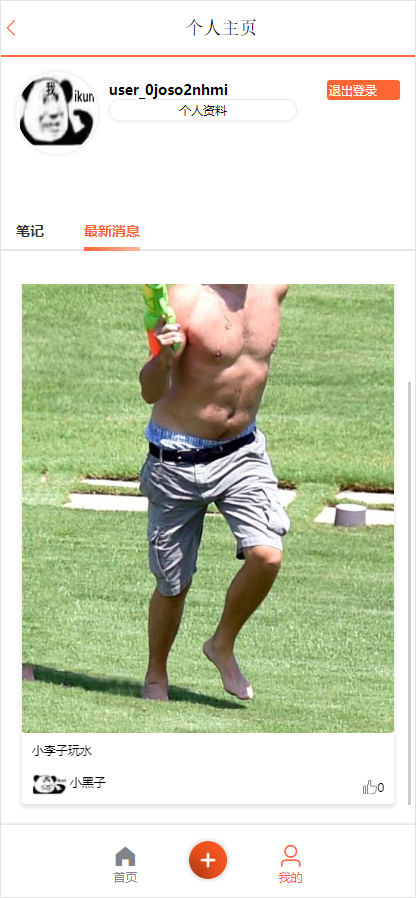 个人主页
我
ikun
user_0joso2nhmi
退出登录
个人资料
笔记
最新消息
小李子玩水
小黑子
0
首页
我的